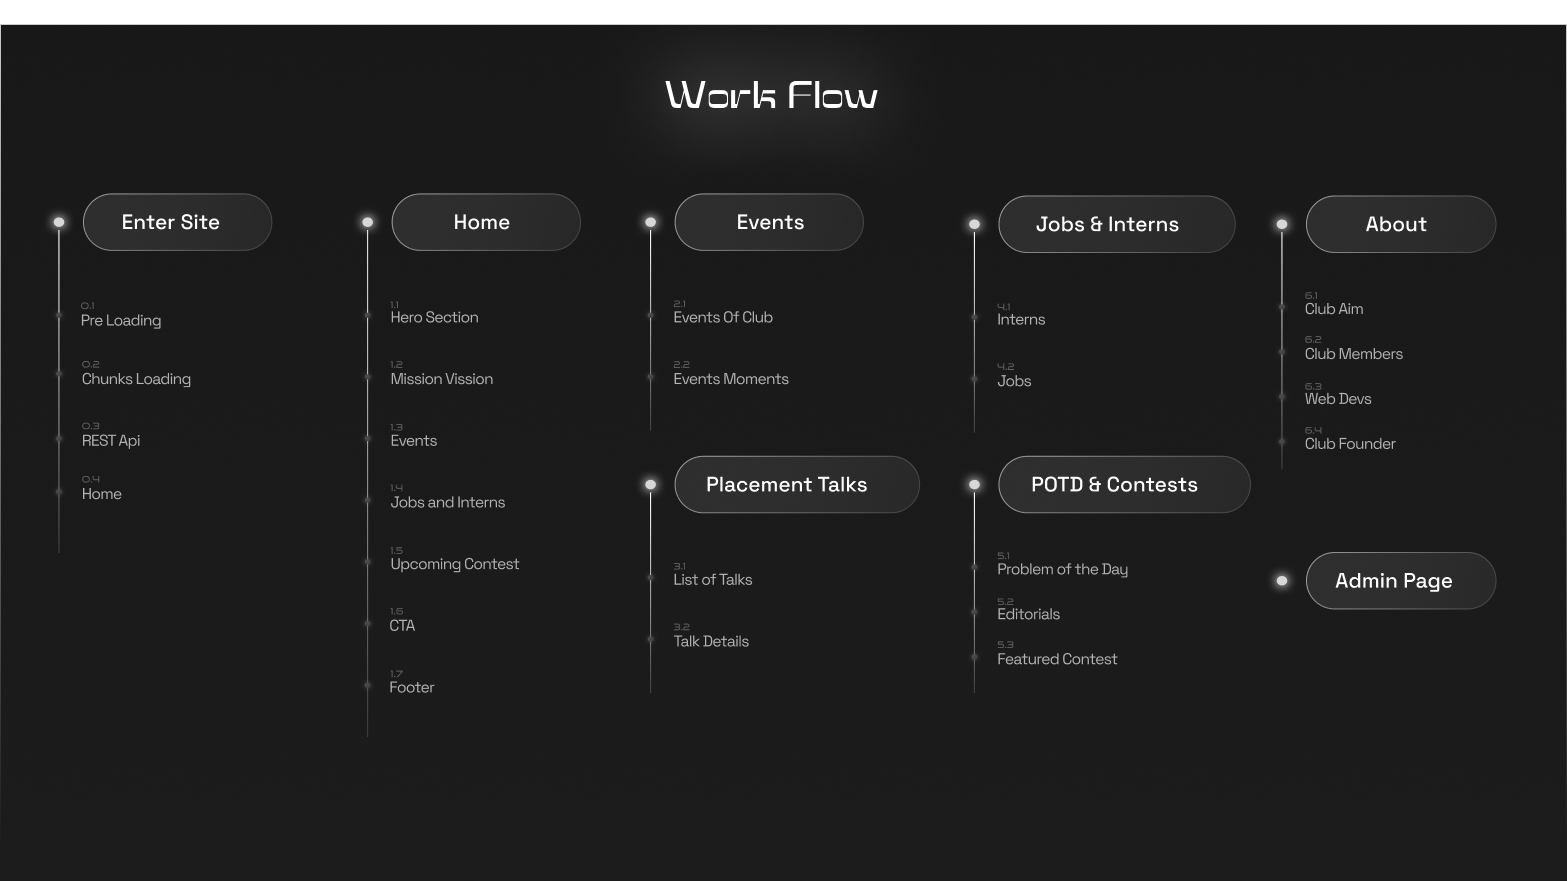 Work Flow
Enter Site
0.1
Pre Loading
0.2
Chunks Loading
0.3
REST Api
0.4
Home
Home
1.1
Hero Section
1.2
Mission Vission
1.3
Events
1.4
Jobs and Interns
1.5
Upcoming Contest
1.6
CTA
1.7
Footer
Events
2.1
Events Of Club
2.2
Events Moments
Placement Talks
3.1
List of Talks
3.2
Talk Details
Jobs & Interns
4.1
Interns
4.2
Jobs
POTD & Contests
5.1
Problem of the Day
5.2
Editorials
5.3
Featured Contest
About
6.1
Club Aim
6.2
Club Members
6.3
Web Devs
6.4
Club Founder
Admin Page